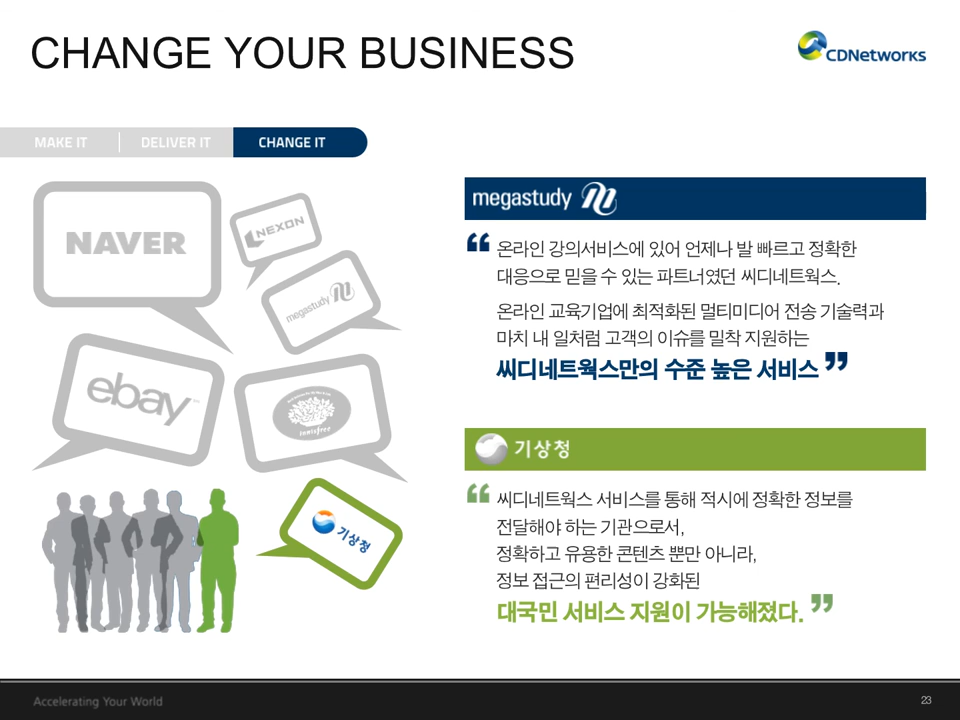 CHANGE YOUR BUSINESS
CDNetworks
MAKE IT
DELIVER IT
CHANGE IT
NAVER
NEXON
megastudy
ebay™
innisfree
기상청
megastudy
“ 온라인 강의서비스에 있어 언제나 발 빠르고 정확한
대응으로 믿을 수 있는 파트너였던 씨디네트웍스.
온라인 교육기업에 최적화된 멀티미디어 전송 기술력과
마치 내 일처럼 고객의 이슈를 밀착 지원하는
씨디네트웍스만의 수준 높은 서비스 ”
기상청
“ 씨디네트웍스 서비스를 통해 적시에 정확한 정보를
전달해야 하는 기관으로서,
정확하고 유용한 콘텐츠 뿐만 아니라,
정보 접근의 편리성이 강화된
대국민 서비스 지원이 가능해졌다. ”
Accelerating Your World
23